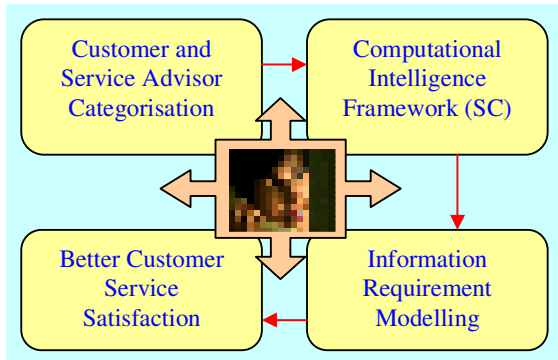 Customer and
Service Advisor
Categorisation
Computational
Intelligence
Framework (SC)
Better Customer
Service
Satisfaction
Information
Requirement
Modelling